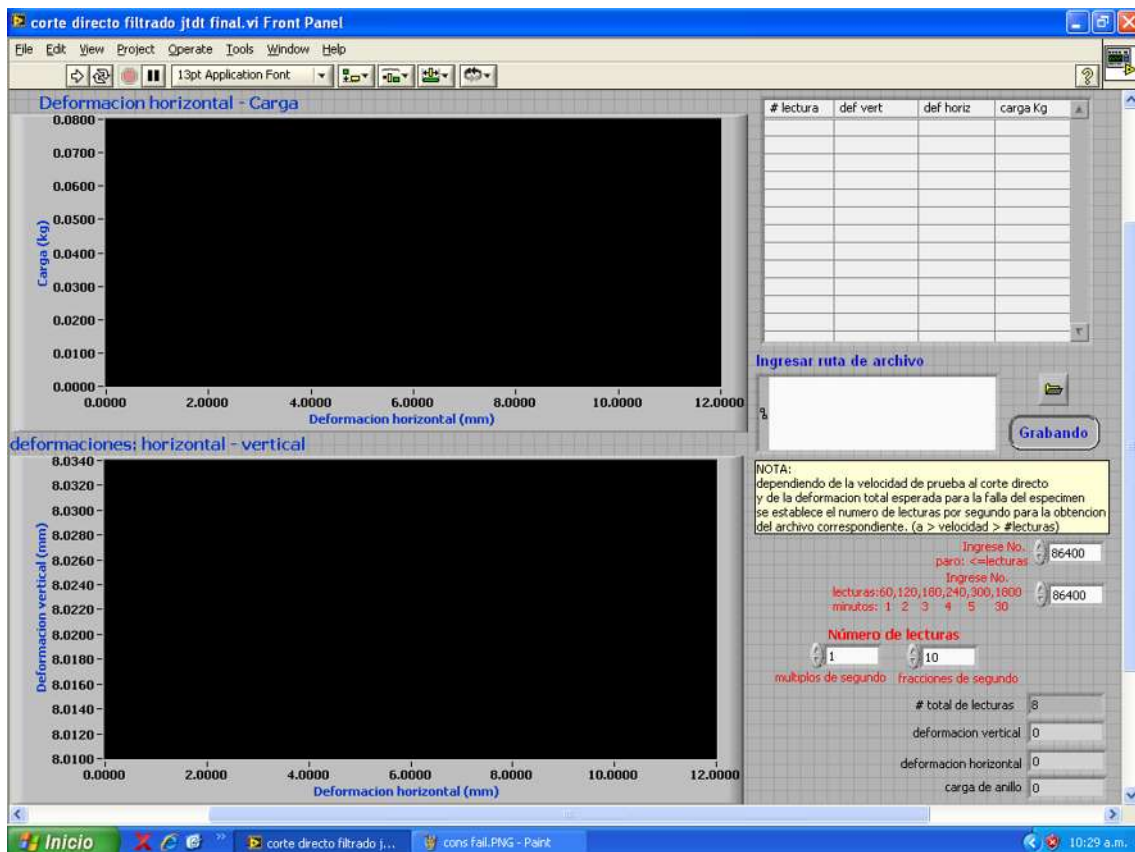 corte directo filtrado jtdt final.vi Front Panel
File Edit View Project Operate Tools Window Help
13pt Application Font
Deformacion horizontal - Carga
0.0800
0.0700
0.0600
0.0500
0.0400
0.0300
0.0200
0.0100
0.0000
Carga (kg)
0.0000 2.0000 4.0000 6.0000 8.0000 10.0000 12.0000
Deformacion horizontal (mm)
# lectura def vert def horiz carga Kg
Ingresar ruta de archivo
Grabando
deformaciones: horizontal - vertical
8.0340
8.0320
8.0300
8.0280
8.0260
8.0240
8.0220
8.0200
8.0180
8.0160
8.0140
8.0120
8.0100
Deformacion vertical (mm)
0.0000 2.0000 4.0000 6.0000 8.0000 10.0000 12.0000
Deformacion horizontal (mm)
NOTA:
dependiendo de la velocidad de prueba al corte directo
y de la deformacion total esperada para la falla del especimen
se establece el numero de lecturas por segundo para la obtencion
del archivo correspondiente. (a > velocidad > #lecturas)
Ingrese No.
paro: <=lecturas 86400
Ingrese No.
lecturas:60,120,180,240,300,1800 86400
minutos: 1 2 3 4 5 30
Número de lecturas
1 10
multiplos de segundo fracciones de segundo
# total de lecturas 8
deformacion vertical 0
deformacion horizontal 0
carga de anillo 0
Inicio corte directo filtrado j... cons fail.PNG - Paint 10:29 a.m.